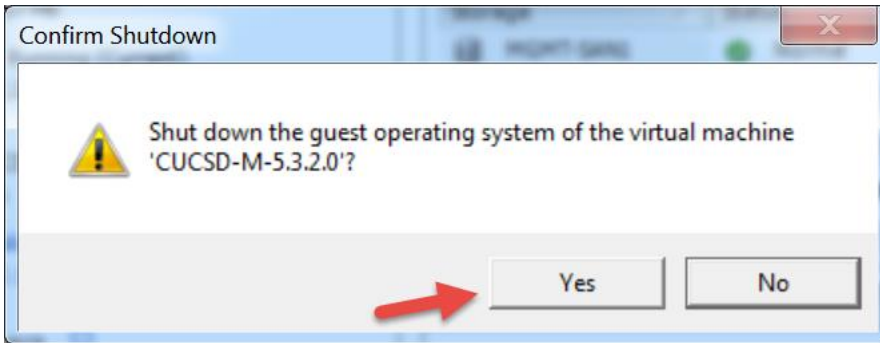 Confirm Shutdown
Shut down the guest operating system of the virtual machine
'CUCSD-M-5.3.2.0'?
Yes
No